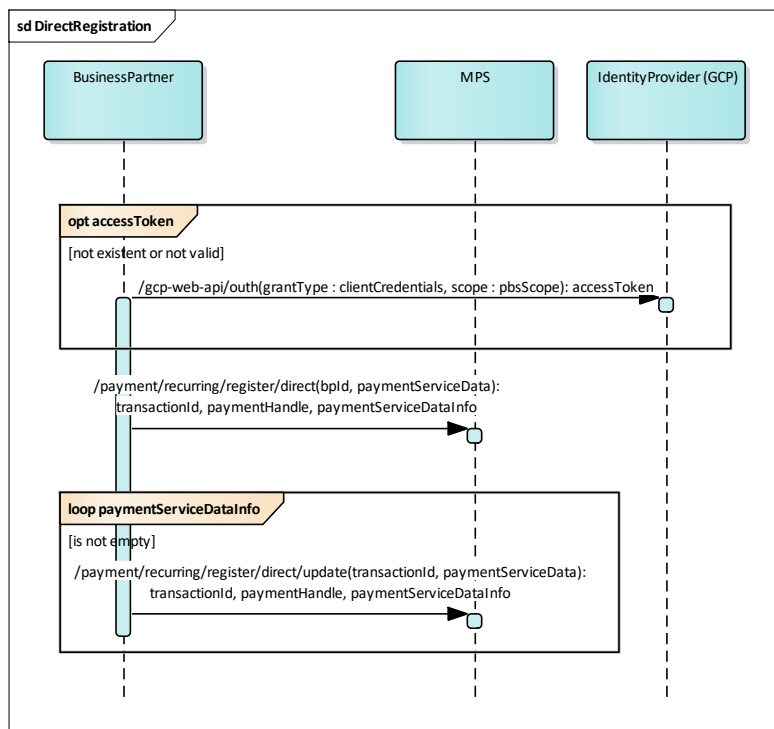 sd DirectRegistration
BusinessPartner
MPS
IdentityProvider (GCP)
opt accessToken
[not existent or not valid]
/gcp-web-api/outh(grantType : clientCredentials, scope : pbsScope): accessToken
/payment/recurring/register/direct(bpId, paymentServiceData):
transactionId, paymentHandle, paymentServiceDataInfo
loop paymentServiceDataInfo
[is not empty]
/payment/recurring/register/direct/update(transactionId, paymentServiceData):
transactionId, paymentHandle, paymentServiceDataInfo